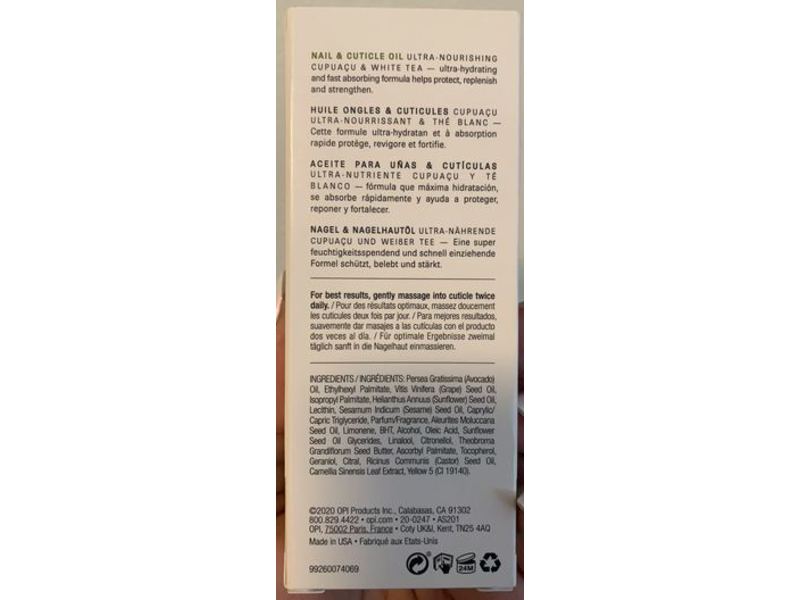 NAIL & CUTICLE OIL ULTRA-NOURISHING
CUPUAÇU & WHITE TEA — ultra-hydrating
and fast absorbing formula helps protect, replenish
and strengthen.
HUILE ONGLES & CUTICULES CUPUAÇU
ULTRA-NOURRISSANT & THÉ BLANC —
Cette formule ultra-hydratan et à absorption
rapide protège, revigore et fortifie.
ACEITE PARA UÑAS & CUTÍCULAS
ULTRA-NUTRIENTE CUPUAÇU Y TÉ
BLANCO — fórmula que máxima hidratación,
se absorbe rápidamente y ayuda a proteger,
reponer y fortalecer.
NAGEL & NAGELHAUTÖL ULTRA-NÄHRENDE
CUPUAÇU UND WEIßER TEE — Eine super
feuchtigkeitsspendend und schnell einziehende
Formel schützt, belebt und stärkt.
For best results, gently massage into cuticle twice
daily. / Pour des résultats optimaux, massez doucement
les cuticules deux fois par jour. / Para mejores resultados,
suavemente dar masajes a las cutículas con el producto
dos veces al día. / Für optimale Ergebnisse zweimal
täglich sanft in die Nagelhaut einmassieren.
INGREDIENTS / INGRÉDIENTS: Persea Gratissima (Avocado)
Oil, Ethylhexyl Palmitate, Vitis Vinifera (Grape) Seed Oil,
Isopropyl Palmitate, Helianthus Annuus (Sunflower) Seed Oil,
Lecithin, Sesamum Indicum (Sesame) Seed Oil, Caprylic/
Capric Triglyceride, Parfum/Fragrance, Aleurites Moluccana
Seed Oil, Limonene, BHT, Alcohol, Oleic Acid, Sunflower
Seed Oil Glycerides, Linalool, Citronellol, Theobroma
Grandiflorum Seed Butter, Ascorbyl Palmitate, Tocopherol,
Geraniol, Citral, Ricinus Communis (Castor) Seed Oil,
Camellia Sinensis Leaf Extract, Yellow 5 (CI 19140).
©2020 OPI Products Inc., Calabasas, CA 91302
800.829.4422 • opi.com • 20-0247 • AS201
OPI, 75002 Paris, France • Coty UK&I, Kent, TN25 4AQ
Made in USA • Fabriqué aux Etats-Unis
99260074069
24M